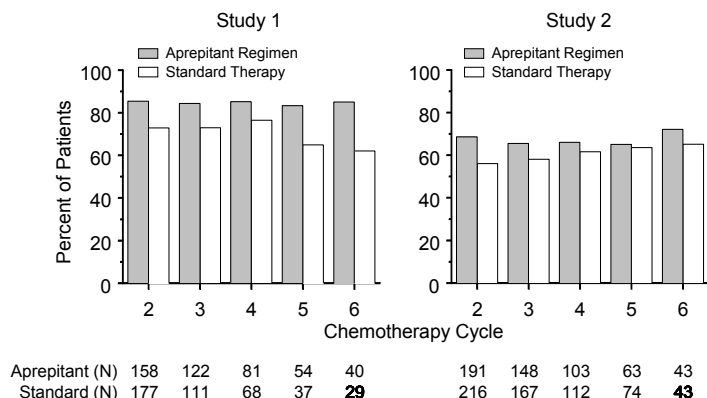 Study 1
Study 2
Aprepitant Regimen
Standard Therapy
Aprepitant Regimen
Standard Therapy
Percent of Patients
100
80
60
40
20
0
100
80
60
40
20
0
2 3 4 5 6
2 3 4 5 6
Chemotherapy Cycle
Aprepitant (N) 158 122 81 54 40 191 148 103 63 43
Standard (N) 177 111 68 37 29 216 167 112 74 43